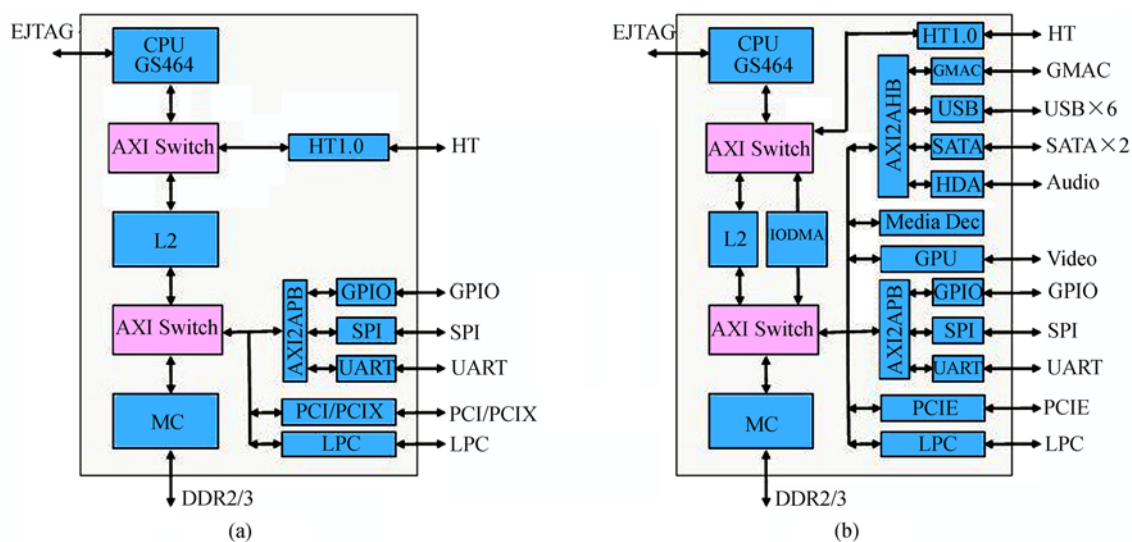 EJTAG
CPU
GS464
AXI Switch
HT1.0
HT
L2
AXI Switch
AXI2APB
GPIO
GPIO
SPI
SPI
UART
UART
MC
PCI/PCIX
PCI/PCIX
LPC
LPC
DDR2/3
(a)
EJTAG
CPU
GS464
HT1.0
HT
AXI2AHB
GMAC
GMAC
USB
USB×6
AXI Switch
SATA
SATA×2
HDA
Audio
L2
IODMA
Media Dec
GPU
Video
AXI Switch
AXI2APB
GPIO
GPIO
SPI
SPI
UART
UART
MC
PCIE
PCIE
LPC
LPC
DDR2/3
(b)